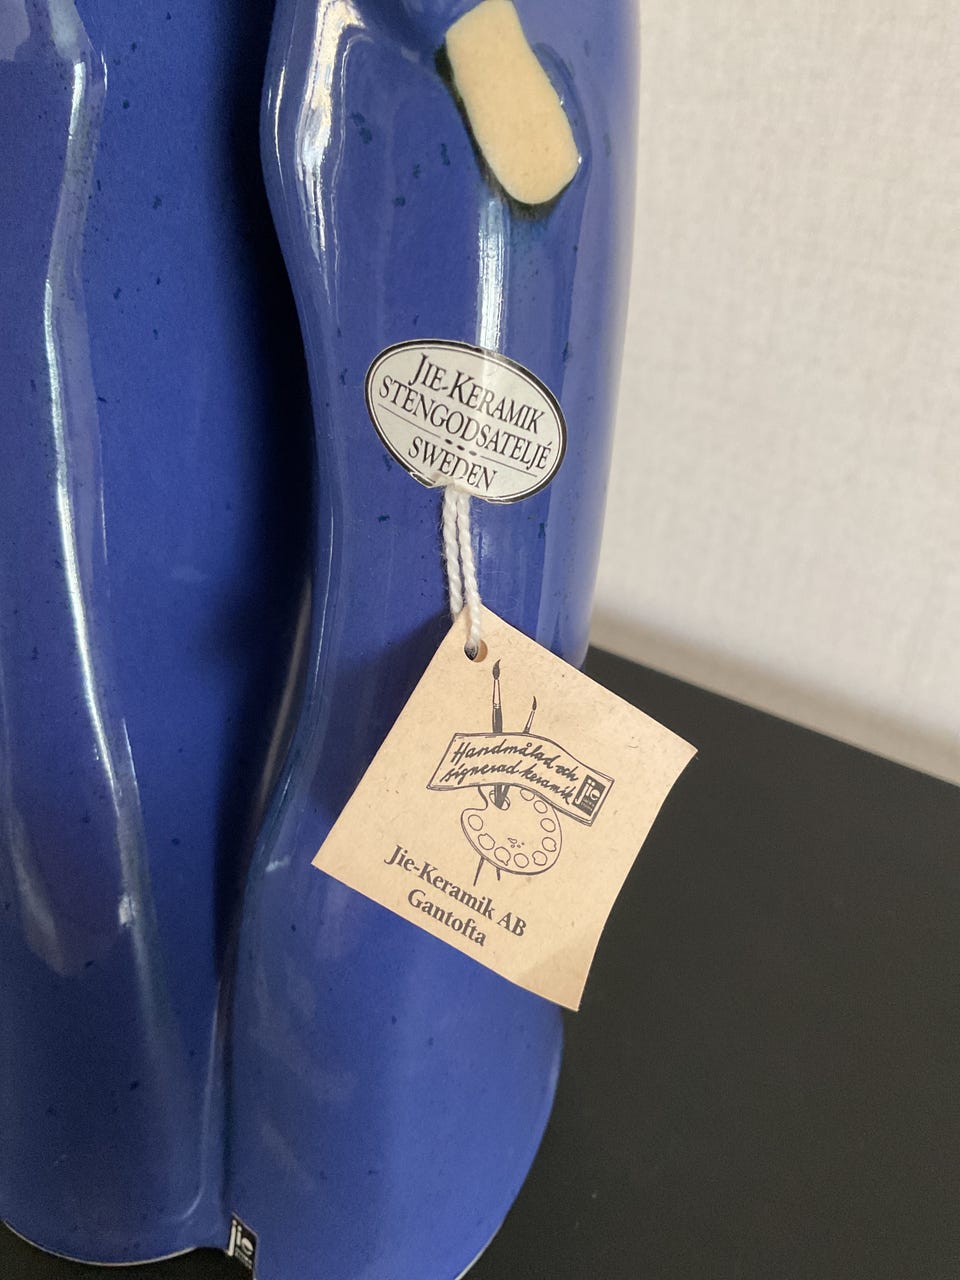 JIE-KERAMIK
STENGODSATELJÉ
SWEDEN
Handmålad och
signerad keramik
jie
Jie-Keramik AB
Gantofta
jie